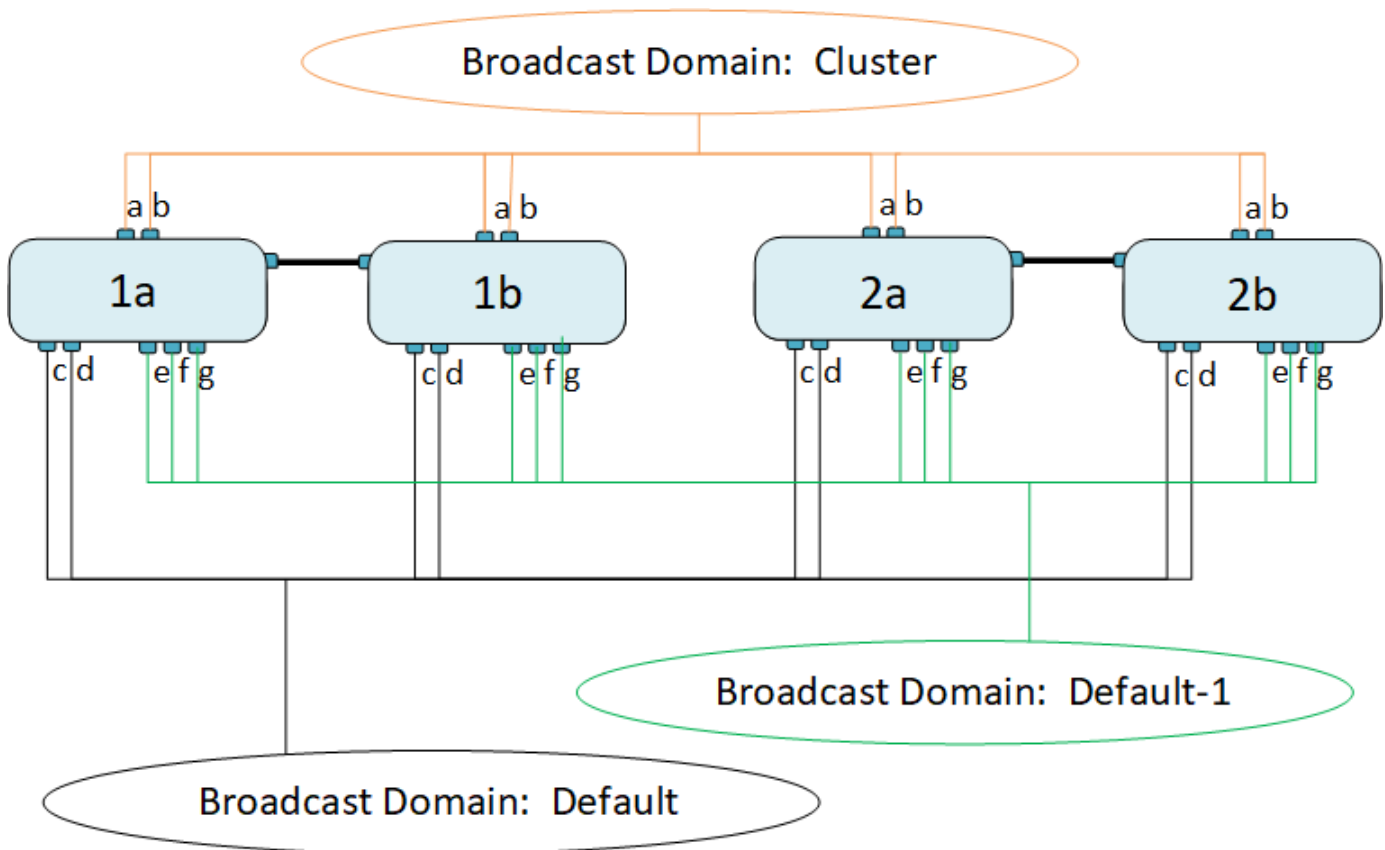 Broadcast Domain: Cluster
a b a b a b a b
1a 1b 2a 2b
c d e f g c d e f g c d e f g c d e f g
Broadcast Domain: Default-1
Broadcast Domain: Default